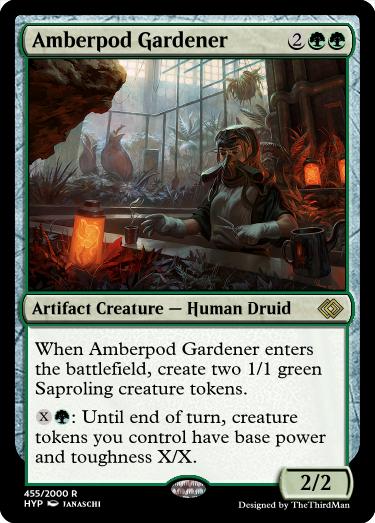 Amberpod Gardener 2
Artifact Creature — Human Druid
When Amberpod Gardener enters
the battlefield, create two 1/1 green
Saproling creature tokens.
X: Until end of turn, creature
tokens you control have base power
and toughness X/X.
2/2
455/2000 R
HYP JANASCHI
Designed by TheThirdMan